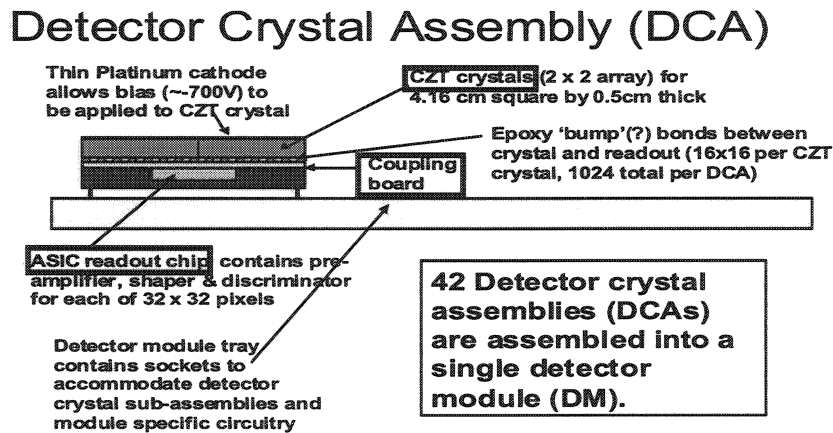 Detector Crystal Assembly (DCA)
Thin Platinum cathode
allows bias (~-700V) to
be applied to CZT crystal
CZT crystals (2 x 2 array) for
4.16 cm square by 0.5cm thick
Epoxy ‘bump’(?) bonds between
crystal and readout (16x16 per CZT
crystal, 1024 total per DCA)
Coupling
board
ASIC readout chip contains pre-
amplifier, shaper & discriminator
for each of 32 x 32 pixels
42 Detector crystal
assemblies (DCAs)
are assembled into a
single detector
module (DM).
Detector module tray
contains sockets to
accommodate detector
crystal sub-assemblies and
module specific circuitry